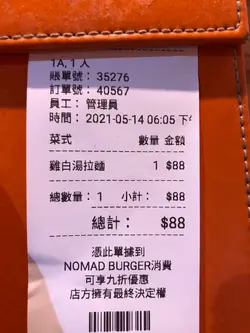 1A, 1 人
賬單號： 35276
訂單號： 40567
員工： 管理員
時間： 2021-05-14 06:05 下午
菜式 數量 金額
雞白湯拉麵 1 $88
總數量： 1 小計： $88
總計： $88
憑此單據到
NOMAD BURGER消費
可享九折優惠
店方擁有最終決定權